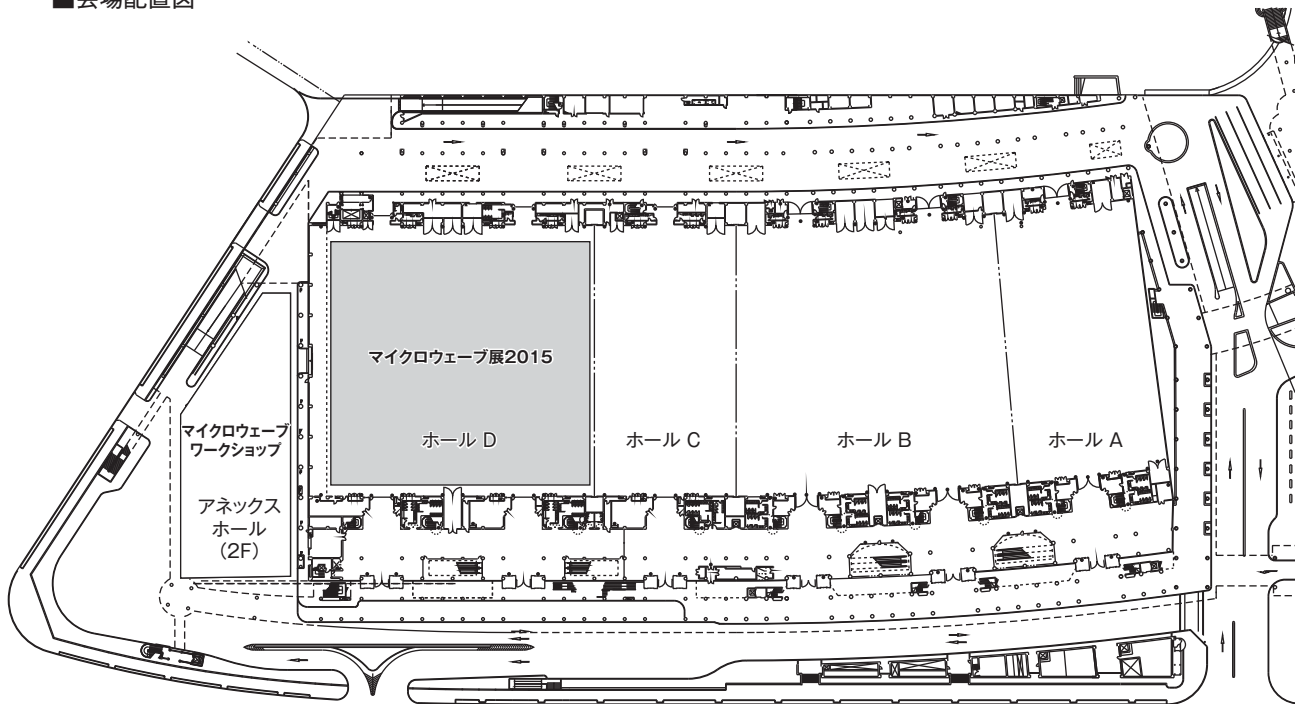 ■会場配置図
マイクロウェーブ展2015
ホール D
ホール C
ホール B
ホール A
マイクロウェーブ
ワークショップ
アネックス
ホール
(2F)